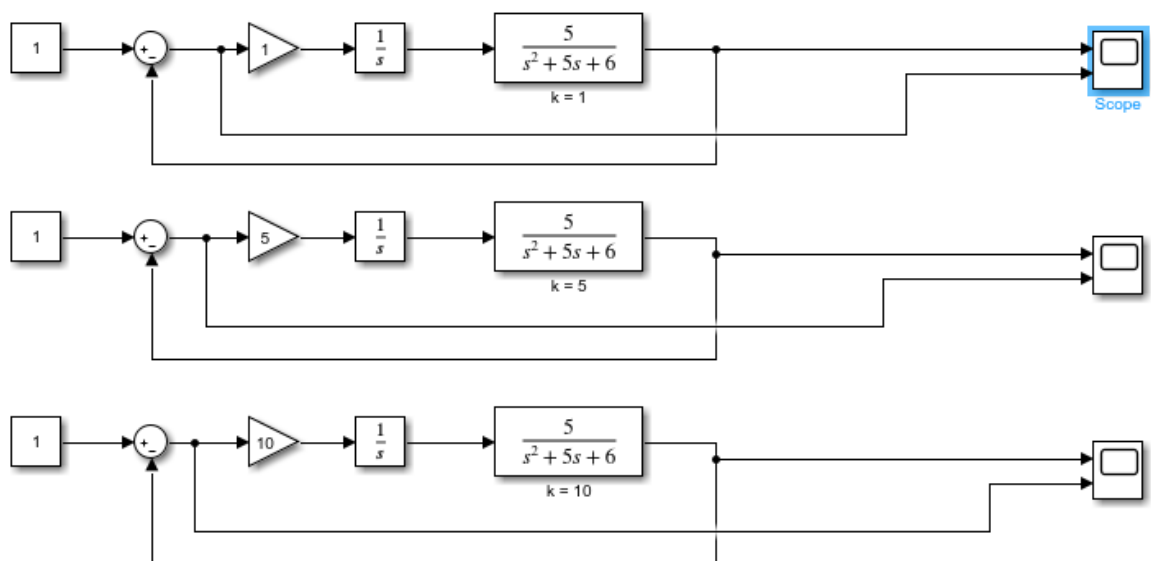 1 +- 1 1/s 5/(s² + 5s + 6)
k = 1
Scope
1 +- 5 1/s 5/(s² + 5s + 6)
k = 5
1 +- 10 1/s 5/(s² + 5s + 6)
k = 10